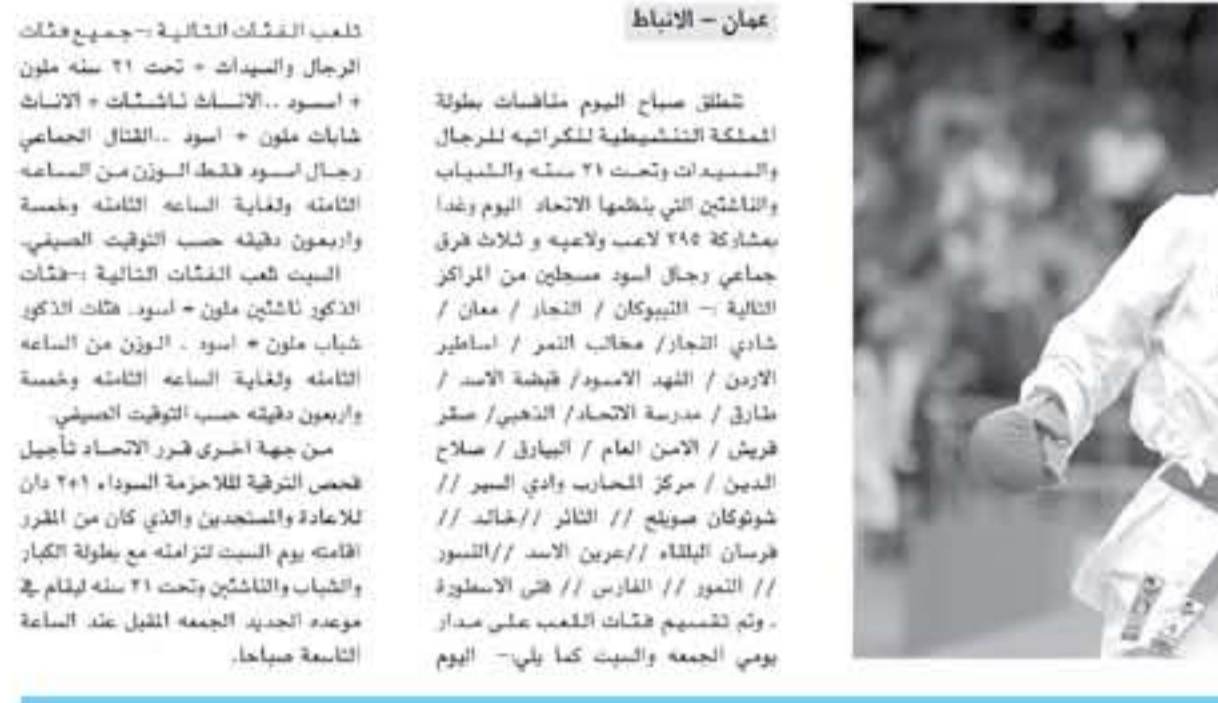 عمان – الانباط
تنطلق صباح اليوم منافسات بطولة
المملكة التنشيطية للكراتيه للرجال
والسيدات وتحت ٢١ سنه والشباب
والناشئين التي ينظمها الاتحاد اليوم وغدا
بمشاركة ٢٩٥ لاعب ولاعبه و ثلاث فرق
جماعي رجال اسود مسجلين من المراكز
التالية :– النيبوكان / النجار / معان /
شادي النجار/ مخالب النمر / اساطير
الاردن / الفهد الاسود/ قبضة الاسد /
طارق / مدرسة الاتحاد/ الذهبي/ صقر
قريش / الامن العام / البيارق / صلاح
الدين / مركز المحارب وادي السير //
شوتوكان صويلح // الثائر //خالد //
فرسان البلقاء //عرين الاسد //النسور
// النمور // الفارس // فتى الاسطورة
. وتم تقسيم فئات اللعب على مدار
يومي الجمعه والسبت كما يلي:– اليوم
تلعب الفئات التالية :–جميع فئات
الرجال والسيدات + تحت ٢١ سنه ملون
+ اسود ..الاناث ناشئات + الاناث
شابات ملون + اسود ..القتال الجماعي
رجال اسود فقط الوزن من الساعه
الثامنه ولغاية الساعه الثامنه وخمسة
واربعون دقيقه حسب التوقيت الصيفي.
السبت تلعب الفئات التالية :–فئات
الذكور ناشئين ملون + اسود. فئات الذكور
شباب ملون + اسود . الوزن من الساعه
الثامنه ولغاية الساعه الثامنه وخمسة
واربعون دقيقه حسب التوقيت الصيفي.
من جهة اخرى قرر الاتحاد تأجيل
فحص الترقية للاحزمة السوداء ١+٢ دان
للاعادة والمستجدين والذي كان من المقرر
اقامته يوم السبت لتزامنه مع بطولة الكبار
والشباب والناشئين وتحت ٢١ سنه ليقام في
موعده الجديد الجمعه المقبل عند الساعة
التاسعة صباحا.